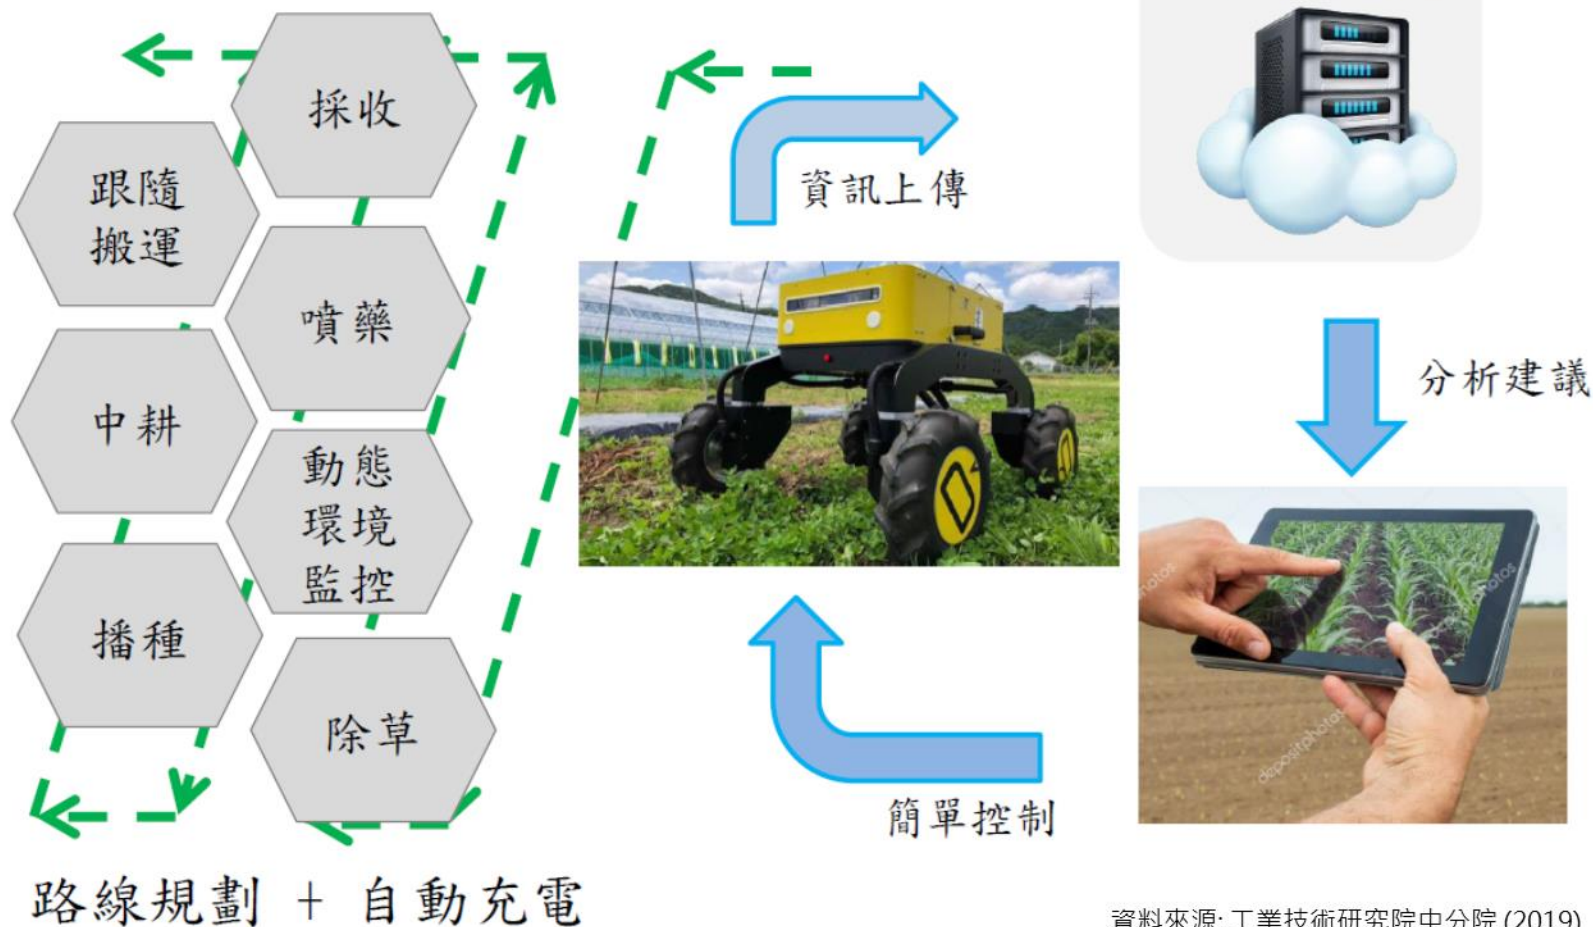 採收
跟隨
搬運
噴藥
中耕
動態
環境
監控
播種
除草
路線規劃 + 自動充電
資訊上傳
分析建議
簡單控制
depositphotos
資料來源: 工業技術研究院中分院 (2019)